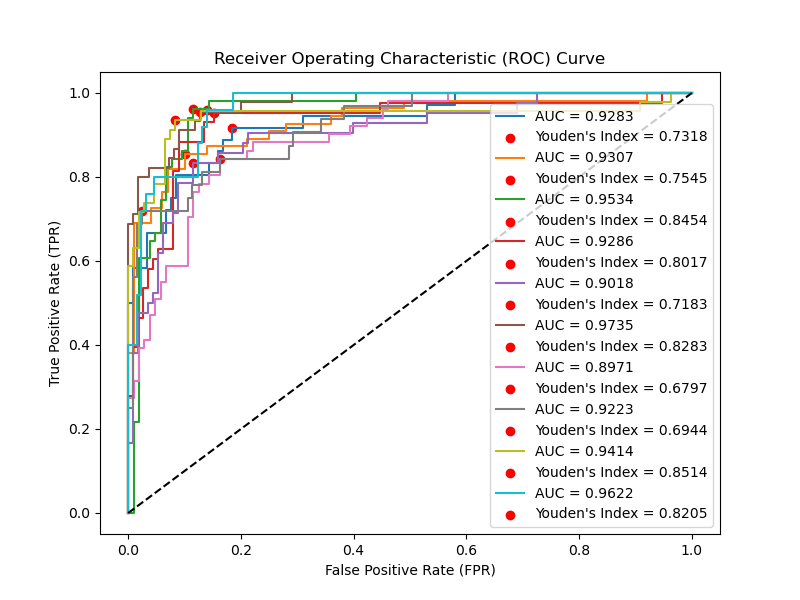 Receiver Operating Characteristic (ROC) Curve
True Positive Rate (TPR)
1.0
0.8
0.6
0.4
0.2
0.0
AUC = 0.9283
Youden's Index = 0.7318
AUC = 0.9307
Youden's Index = 0.7545
AUC = 0.9534
Youden's Index = 0.8454
AUC = 0.9286
Youden's Index = 0.8017
AUC = 0.9018
Youden's Index = 0.7183
AUC = 0.9735
Youden's Index = 0.8283
AUC = 0.8971
Youden's Index = 0.6797
AUC = 0.9223
Youden's Index = 0.6944
AUC = 0.9414
Youden's Index = 0.8514
AUC = 0.9622
Youden's Index = 0.8205
0.0 0.2 0.4 0.6 0.8 1.0
False Positive Rate (FPR)